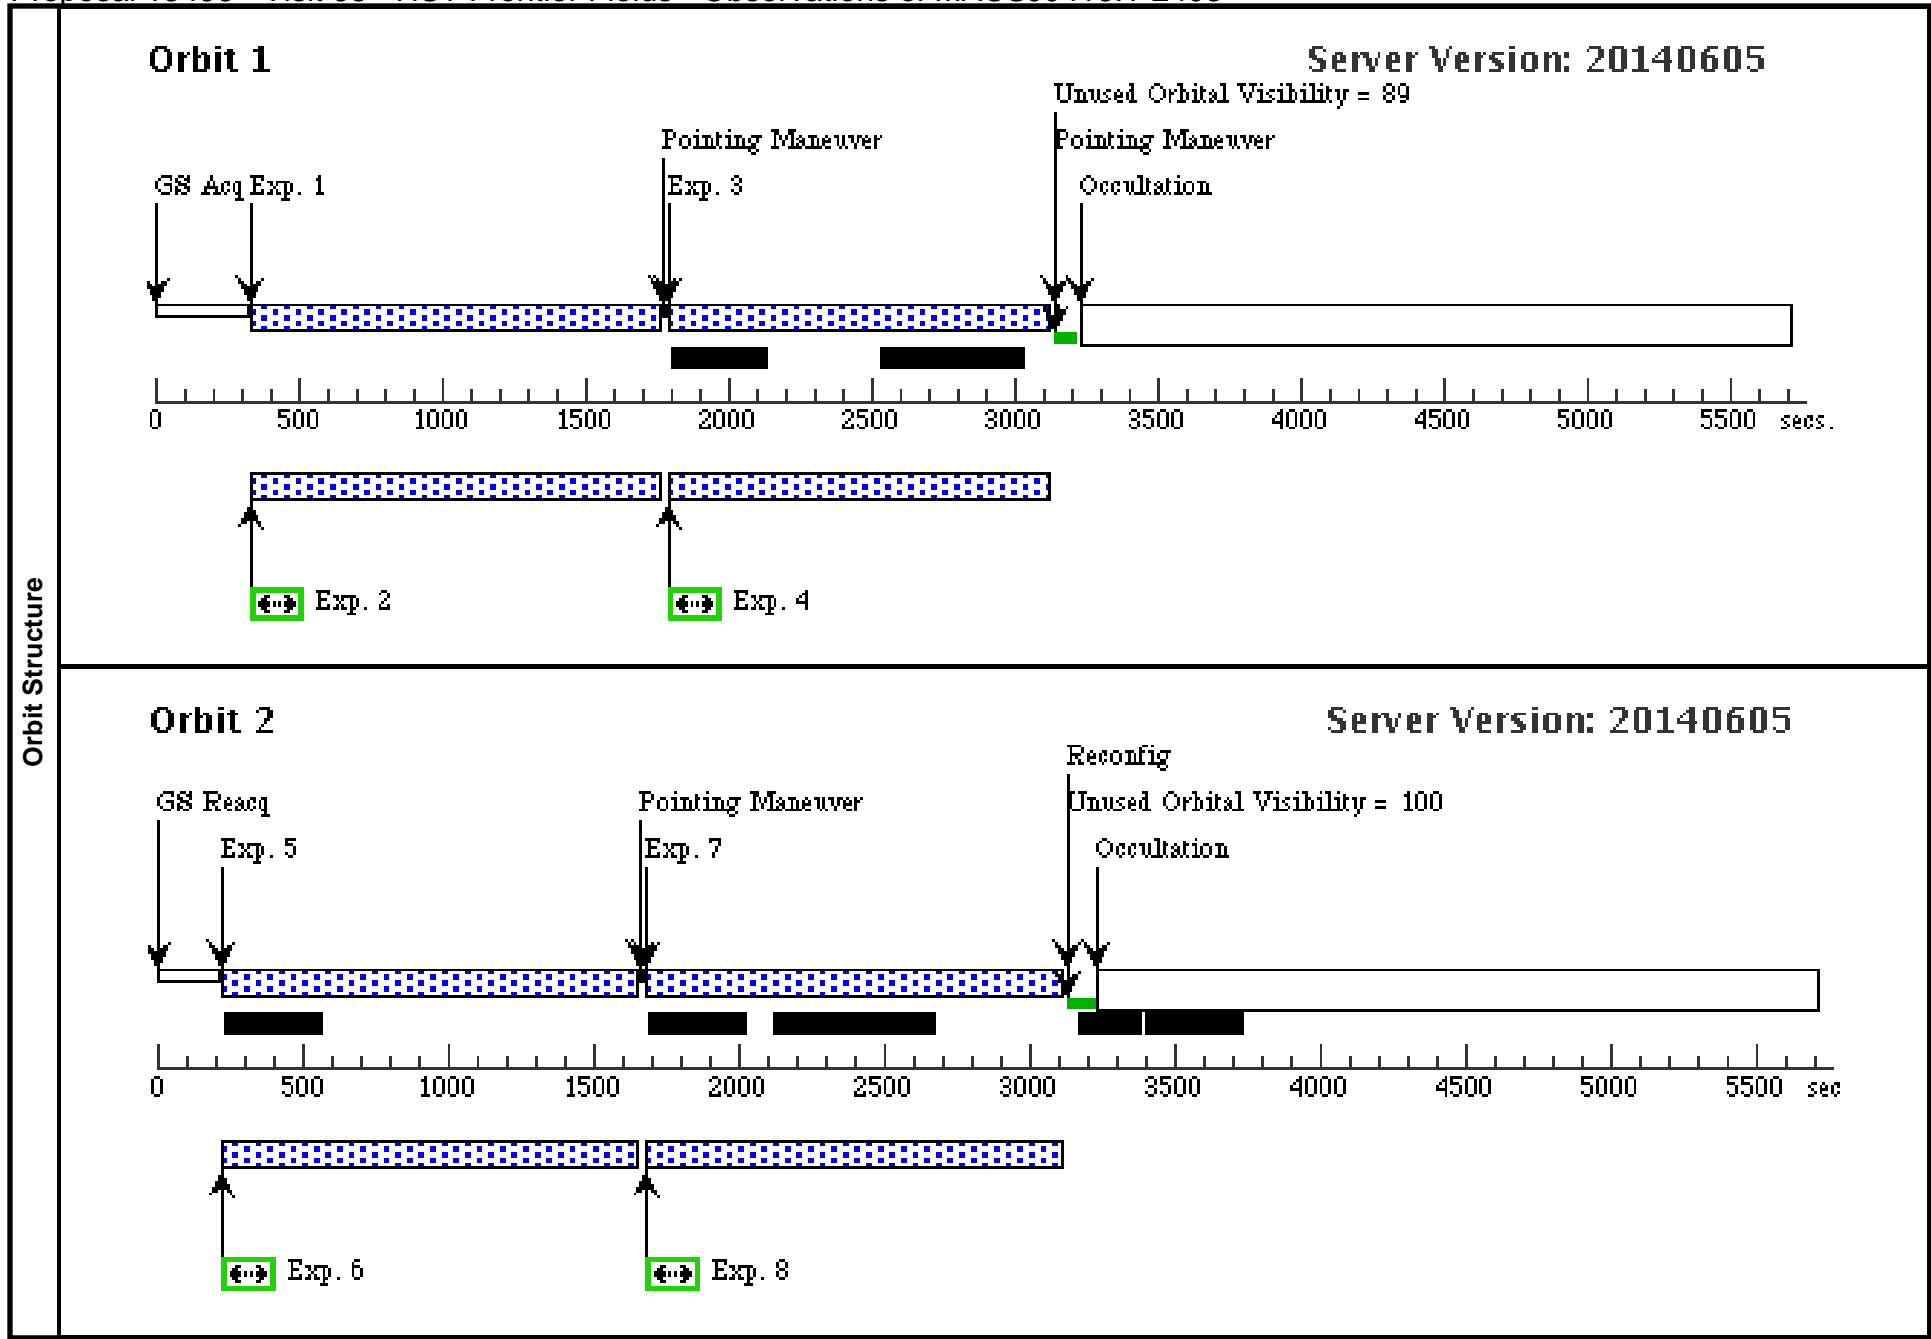 Orbit Structure
Orbit 1
Server Version: 20140605
Unused Orbital Visibility = 89
Pointing Maneuver
Pointing Maneuver
GS Acq
Exp. 1
Exp. 3
Occultation
0 500 1000 1500 2000 2500 3000 3500 4000 4500 5000 5500 secs.
Exp. 2
Exp. 4
Orbit 2
Server Version: 20140605
Reconfig
GS Reacq
Pointing Maneuver
Unused Orbital Visibility = 100
Exp. 5
Exp. 7
Occultation
0 500 1000 1500 2000 2500 3000 3500 4000 4500 5000 5500 sec
Exp. 6
Exp. 8